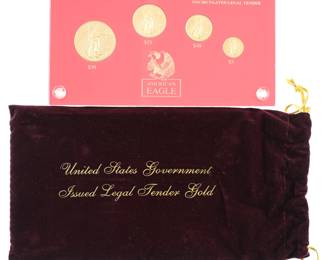 UNCIRCULATED LEGAL TENDER
$50
$25
$10
$5
AMERICAN
EAGLE
United States Government
Issued Legal Tender Gold